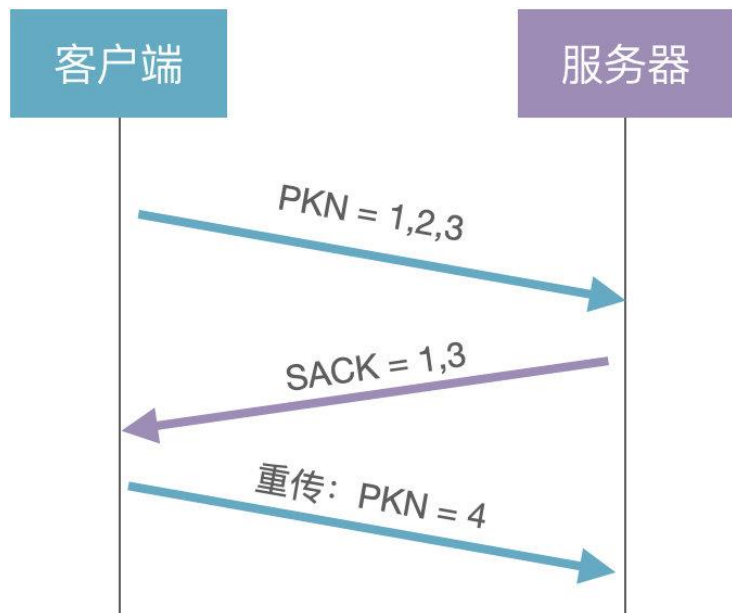 客户端
服务器
PKN = 1,2,3
SACK = 1,3
重传：PKN = 4